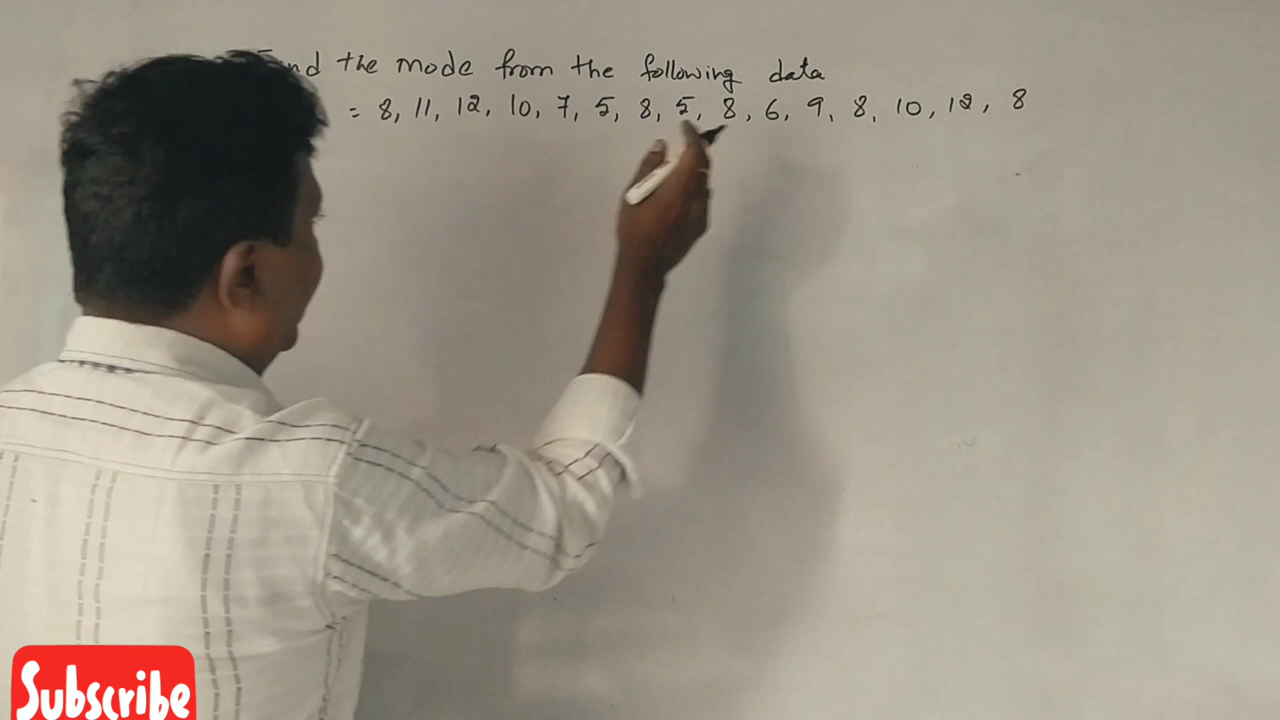 the mode from the following data
= 8, 11, 12, 10, 7, 5, 8, 5, 8, 6, 9, 8, 10, 12, 8
Subscribe